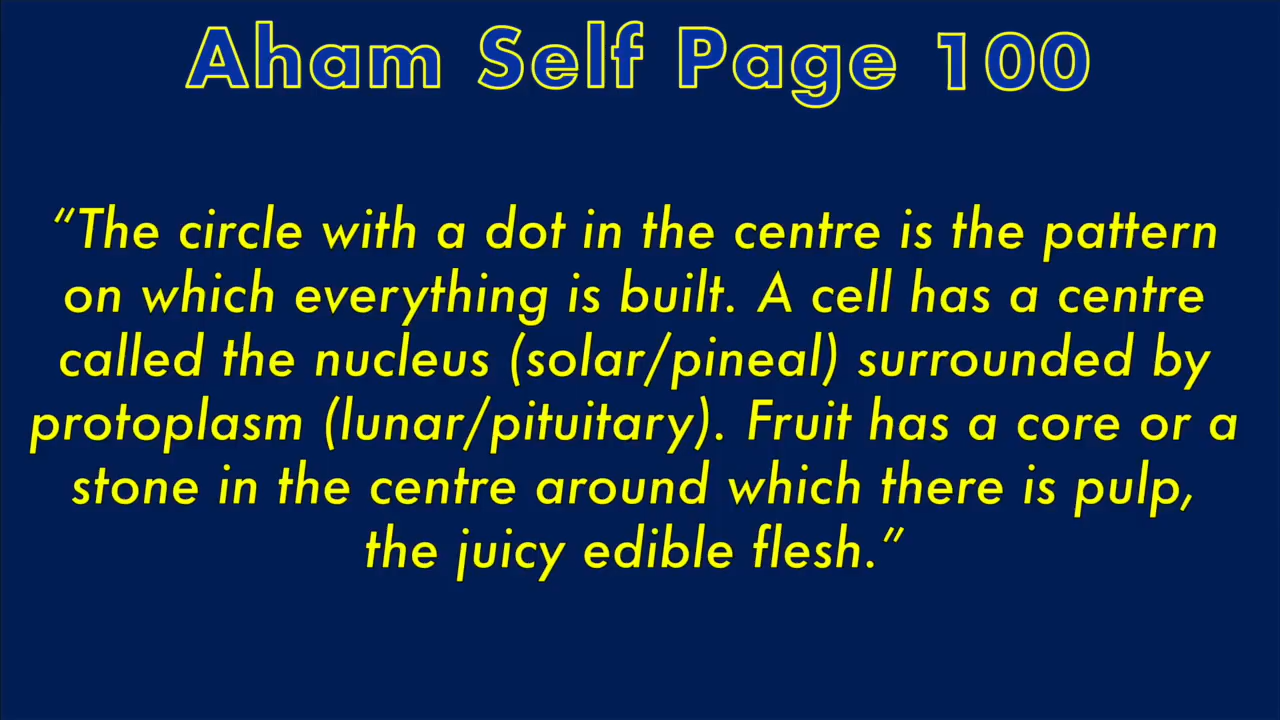 Aham Self Page 100
“The circle with a dot in the centre is the pattern
on which everything is built. A cell has a centre
called the nucleus (solar/pineal) surrounded by
protoplasm (lunar/pituitary). Fruit has a core or a
stone in the centre around which there is pulp,
the juicy edible flesh.”